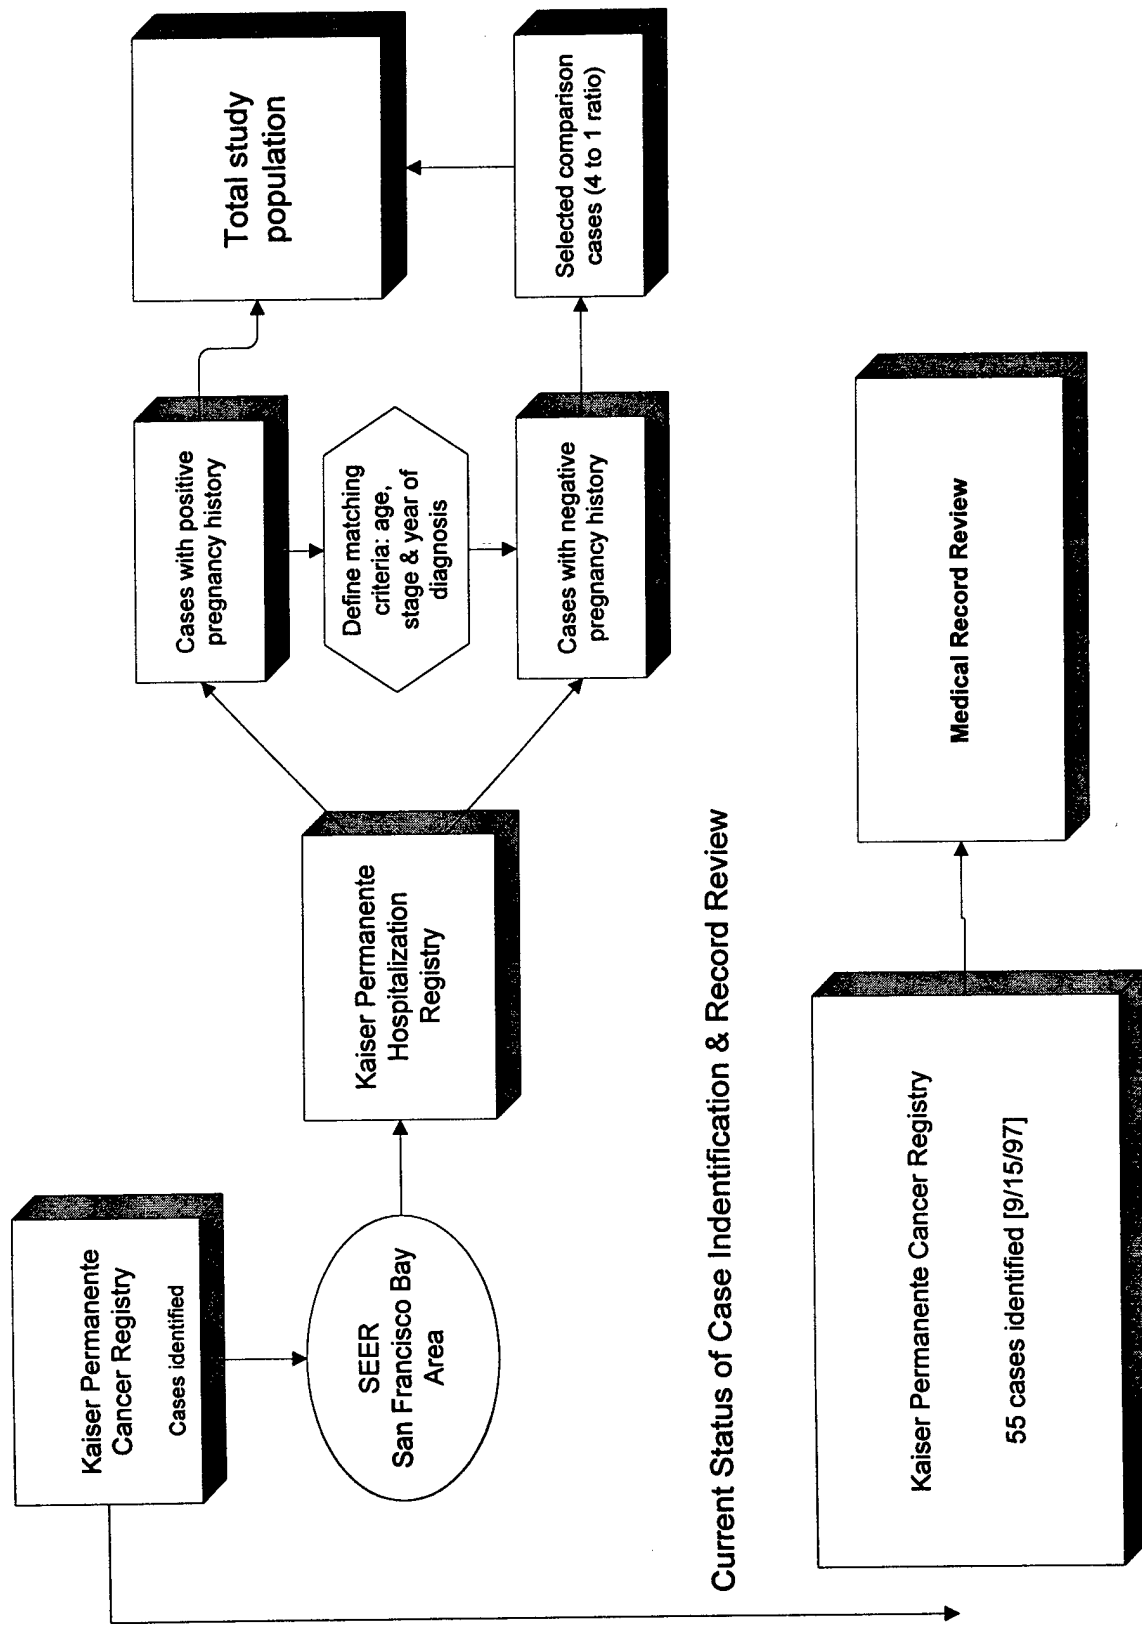 Kaiser Permanente
Cancer Registry
Cases identified
SEER
San Francisco Bay
Area
Kaiser Permanente
Hospitalization
Registry
Cases with positive
pregnancy history
Define matching
criteria: age,
stage & year of
diagnosis
Cases with negative
pregnancy history
Total study
population
Selected comparison
cases (4 to 1 ratio)
Current Status of Case Indentification & Record Review
Kaiser Permanente Cancer Registry
55 cases identified [9/15/97]
Medical Record Review